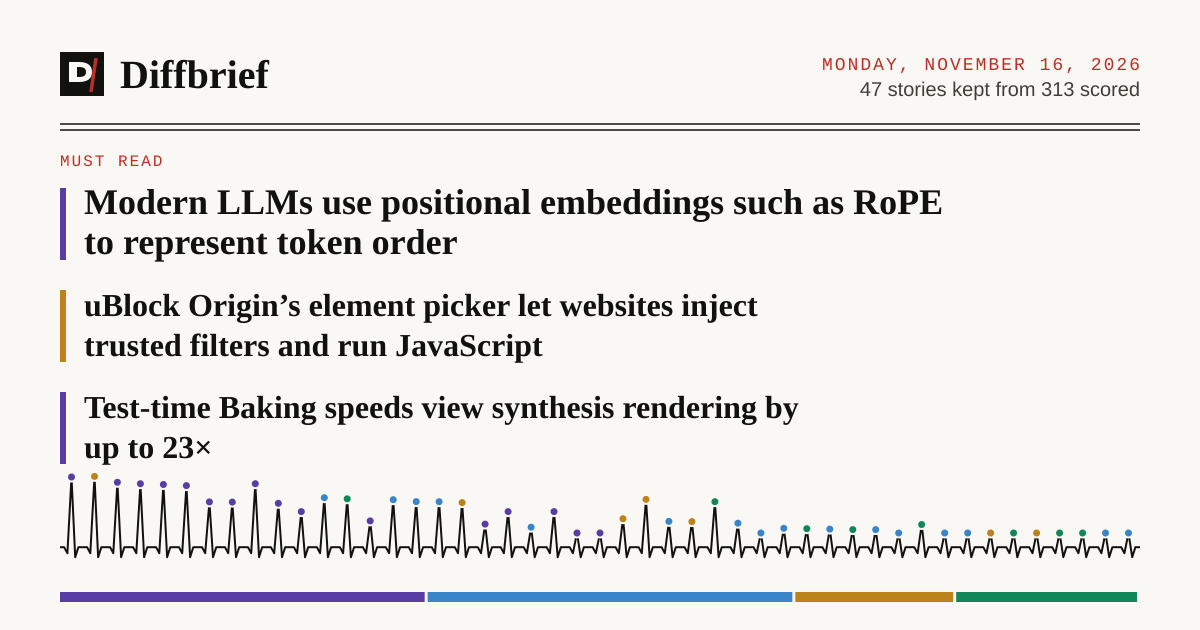 D
Diffbrief
MONDAY, NOVEMBER 16, 2026
47 stories kept from 313 scored
MUST READ
Modern LLMs use positional embeddings such as RoPE
to represent token order
uBlock Origin’s element picker let websites inject
trusted filters and run JavaScript
Test-time Baking speeds view synthesis rendering by
up to 23×